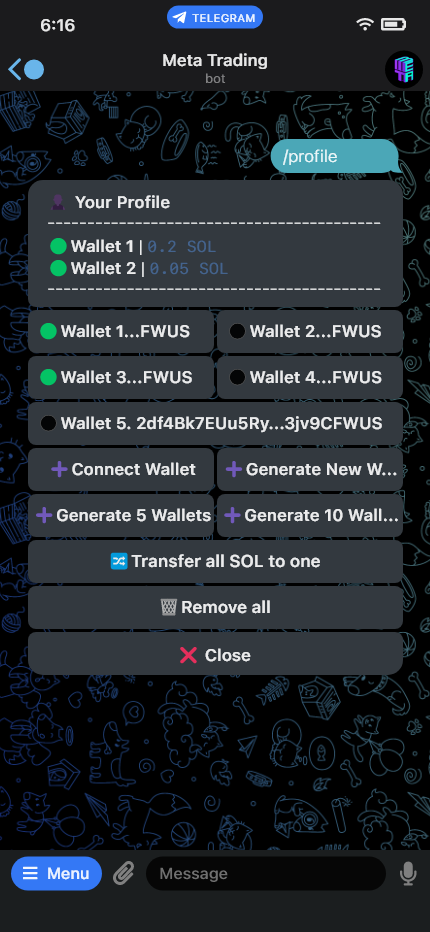 6:16
TELEGRAM
Meta Trading
bot
/profile
Your Profile
Wallet 1 | 0.2 SOL
Wallet 2 | 0.05 SOL
Wallet 1...FWUS
Wallet 2...FWUS
Wallet 3...FWUS
Wallet 4...FWUS
Wallet 5. 2df4Bk7EUu5Ry...3jv9CFWUS
Connect Wallet
Generate New W...
Generate 5 Wallets
Generate 10 Wall...
Transfer all SOL to one
Remove all
Close
Menu
Message